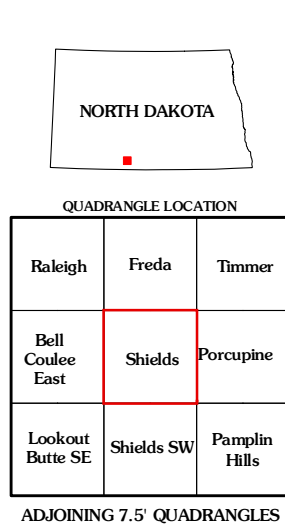 NORTH DAKOTA
QUADRANGLE LOCATION
Raleigh
Freda
Timmer
Bell
Coulee
East
Shields
Porcupine
Lookout
Butte SE
Shields SW
Pamplin
Hills
ADJOINING 7.5' QUADRANGLES